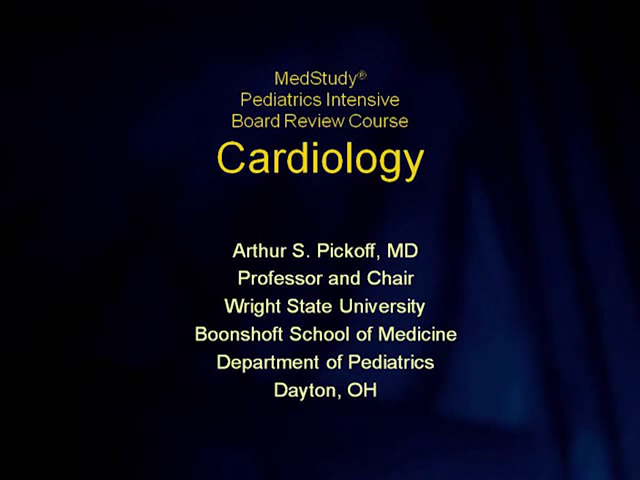 MedStudy®
Pediatrics Intensive
Board Review Course
Cardiology
Arthur S. Pickoff, MD
Professor and Chair
Wright State University
Boonshoft School of Medicine
Department of Pediatrics
Dayton, OH